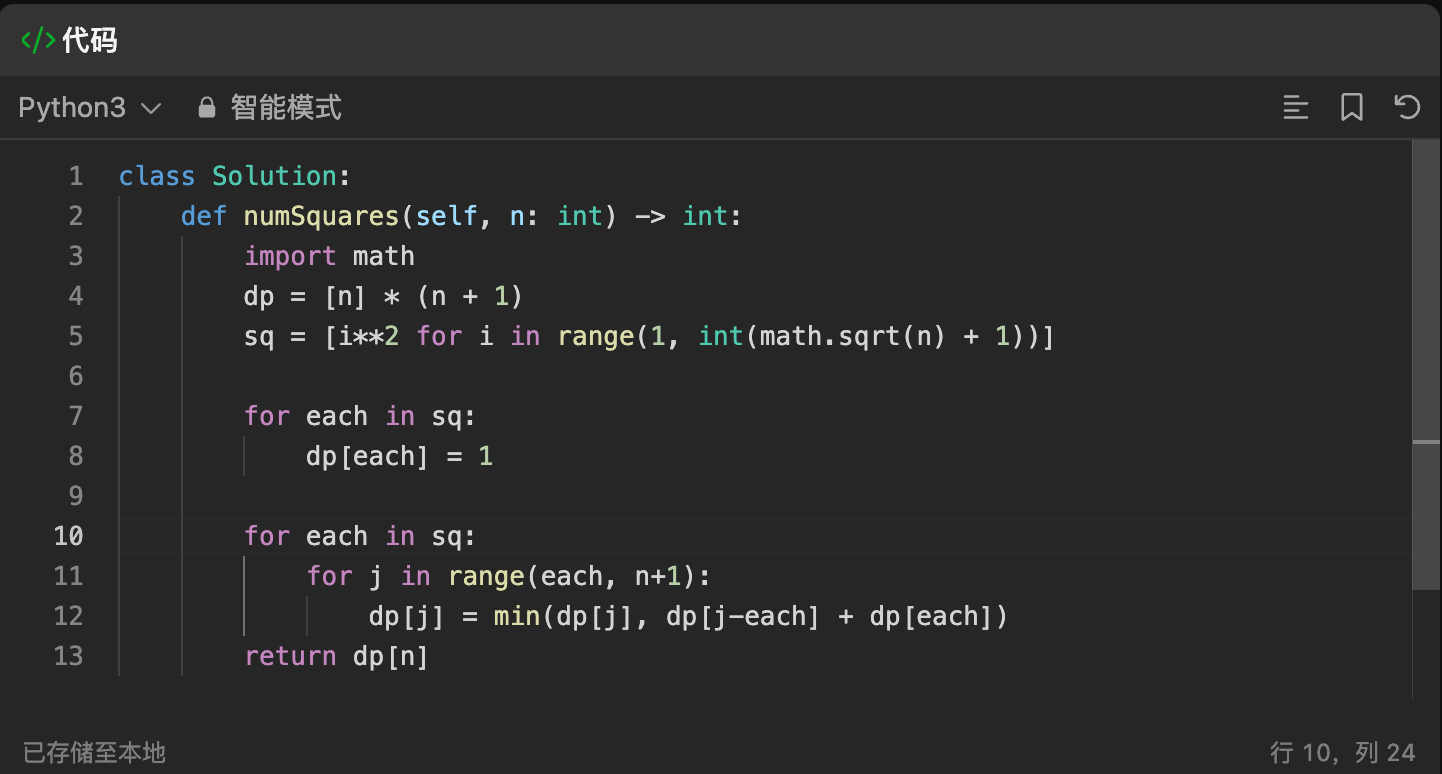 </> 代码
Python3 智能模式
1 class Solution:
2     def numSquares(self, n: int) -> int:
3         import math
4         dp = [n] * (n + 1)
5         sq = [i**2 for i in range(1, int(math.sqrt(n) + 1))]
6
7         for each in sq:
8             dp[each] = 1
9
10         for each in sq:
11             for j in range(each, n+1):
12                 dp[j] = min(dp[j], dp[j-each] + dp[each])
13         return dp[n]
已存储至本地 行 10, 列 24